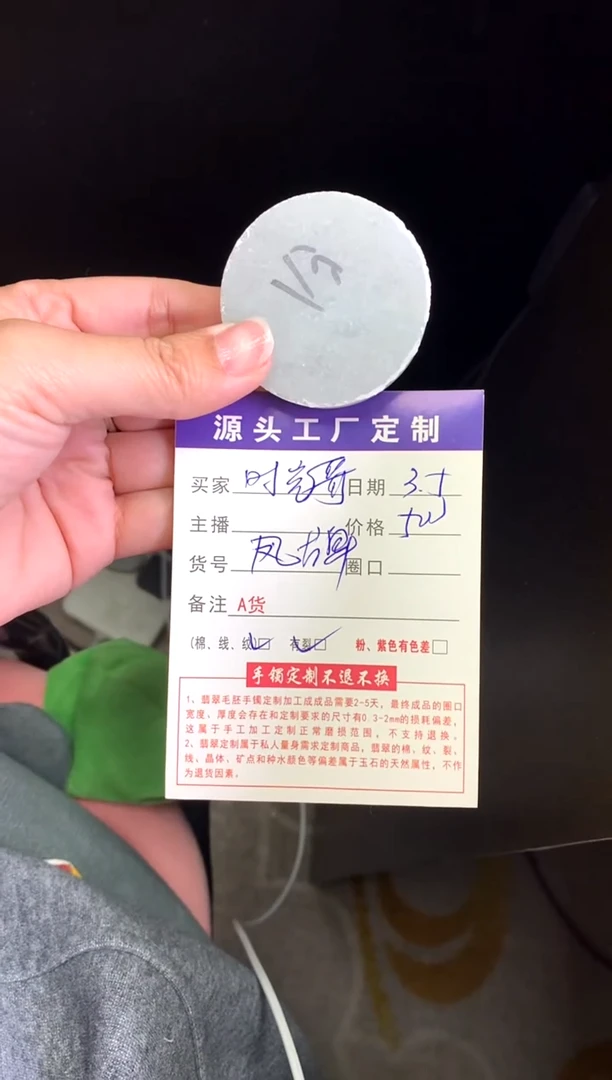 源头工厂定制
买家 日期 3.5
主播 价格
货号 圈口
备注 A货
(棉、线、纹)☑ 有裂☑ 粉、紫色有色差☐
手镯定制不退不换
1、翡翠毛胚手镯定制加工成成品需要2-5天，最终成品的圈口
宽度、厚度会存在和定制要求的尺寸有0.3-2mm的损耗偏差，
这属于手工加工定制正常磨损范围，不支持退换。
2、翡翠定制属于私人量身需求定制商品，翡翠的棉、纹、裂、
线、晶体、矿点和种水颜色等偏差属于玉石的天然属性，不作
为退货因素。